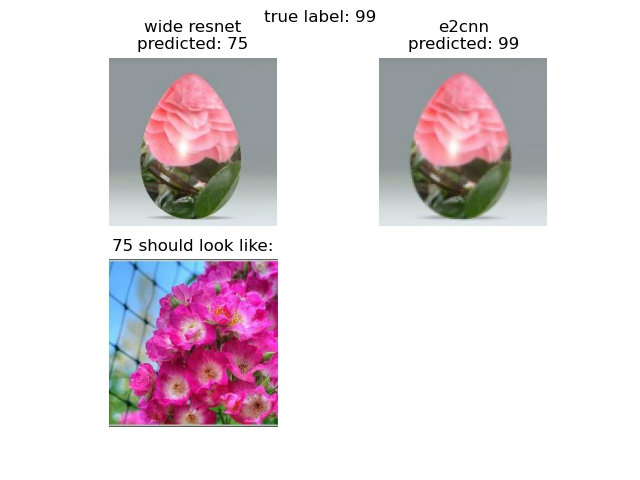 true label: 99
wide resnet
predicted: 75
e2cnn
predicted: 99
75 should look like: